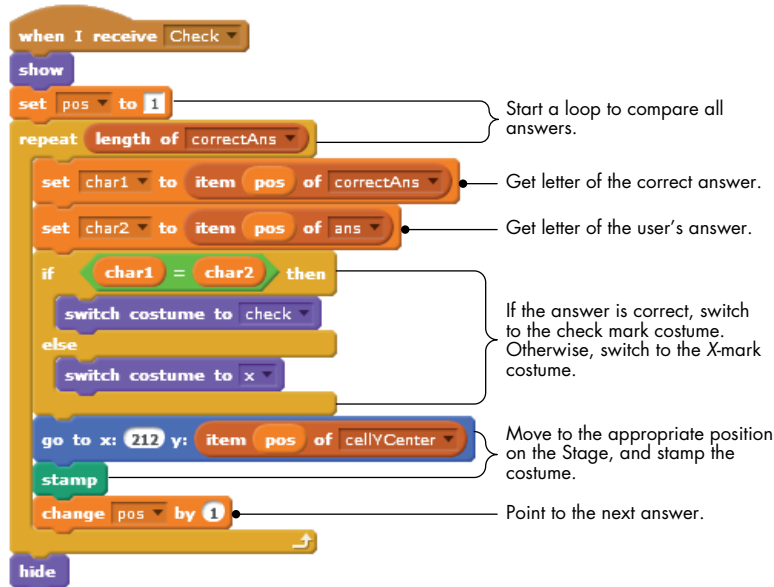 when I receive Check
show
set pos to 1
Start a loop to compare all
answers.
repeat length of correctAns
set char1 to item pos of correctAns
Get letter of the correct answer.
set char2 to item pos of ans
Get letter of the user's answer.
if char1 = char2 then
switch costume to check
else
switch costume to x
If the answer is correct, switch
to the check mark costume.
Otherwise, switch to the X-mark
costume.
go to x: 212 y: item pos of cellYCenter
stamp
Move to the appropriate position
on the Stage, and stamp the
costume.
change pos by 1
Point to the next answer.
hide